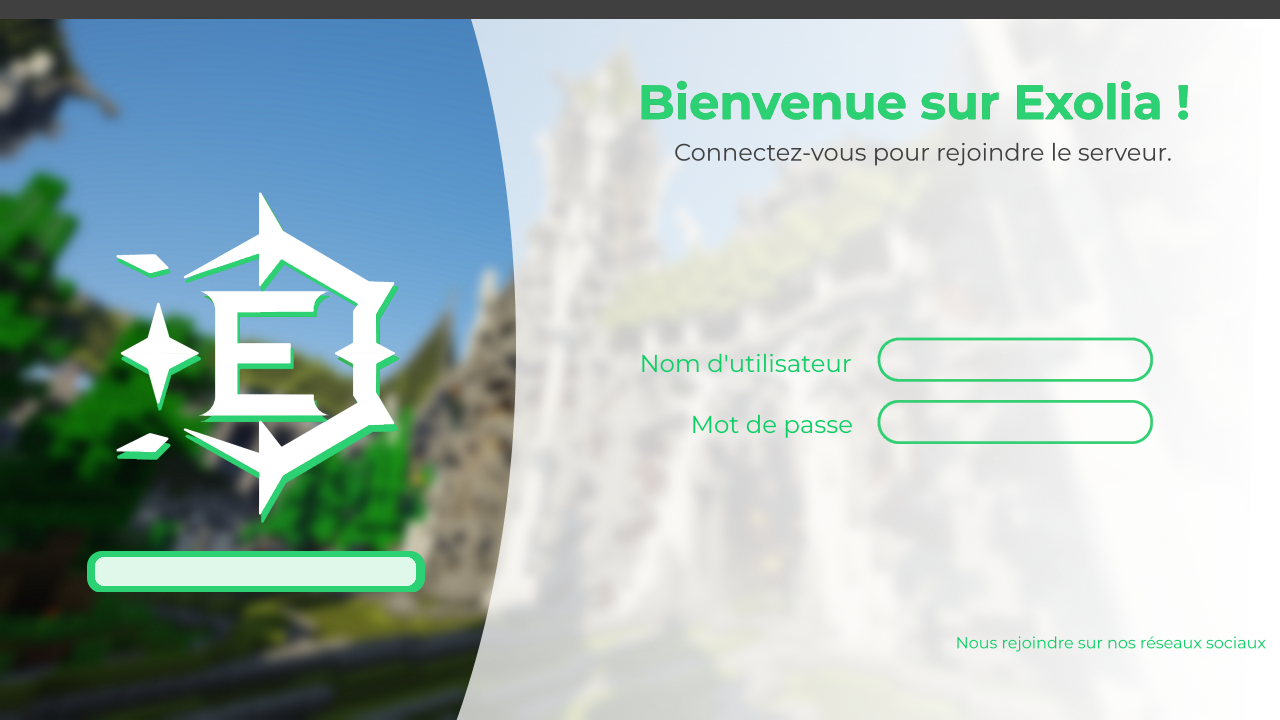 E
Bienvenue sur Exolia !
Connectez-vous pour rejoindre le serveur.
Nom d'utilisateur
Mot de passe
Nous rejoindre sur nos réseaux sociaux